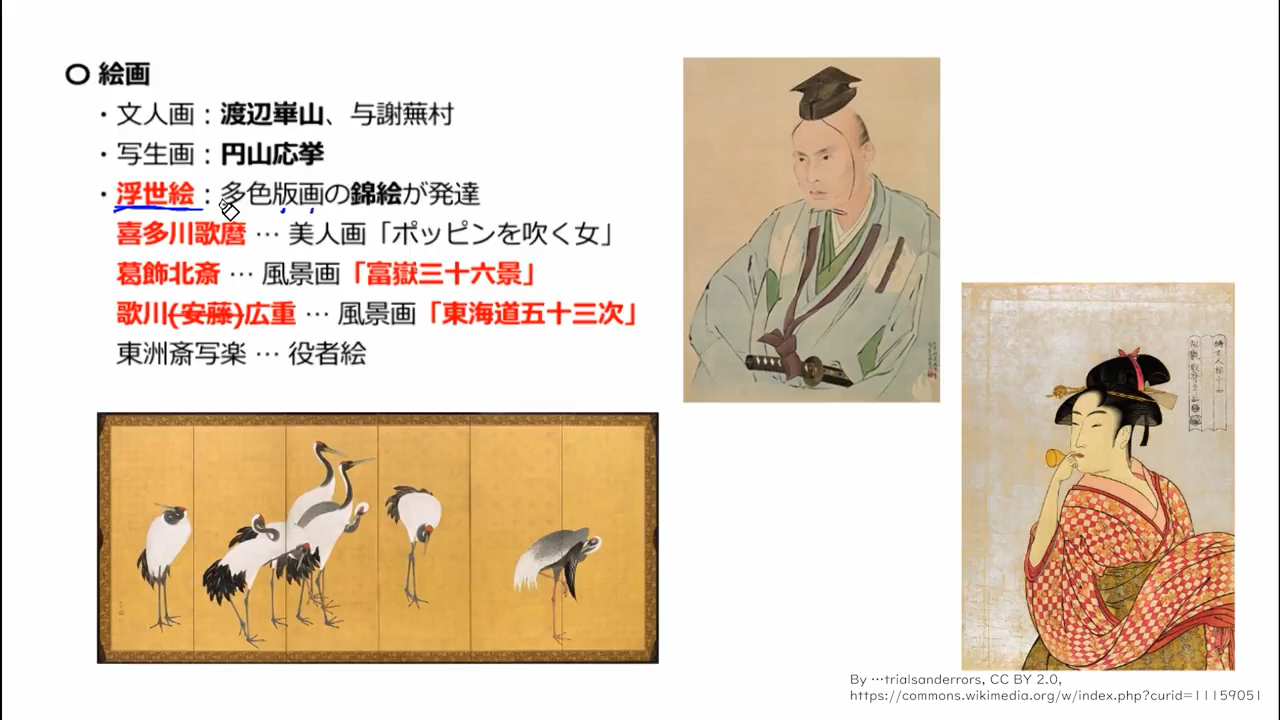 〇 絵画
・文人画：渡辺崋山、与謝蕪村
・写生画：円山応挙
・浮世絵：多色版画の錦絵が発達
喜多川歌麿 … 美人画「ポッピンを吹く女」
葛飾北斎 … 風景画「富嶽三十六景」
歌川(安藤)広重 … 風景画「東海道五十三次」
東洲斎写楽 … 役者絵
By …trialsanderrors, CC BY 2.0,
https://commons.wikimedia.org/w/index.php?curid=11159051